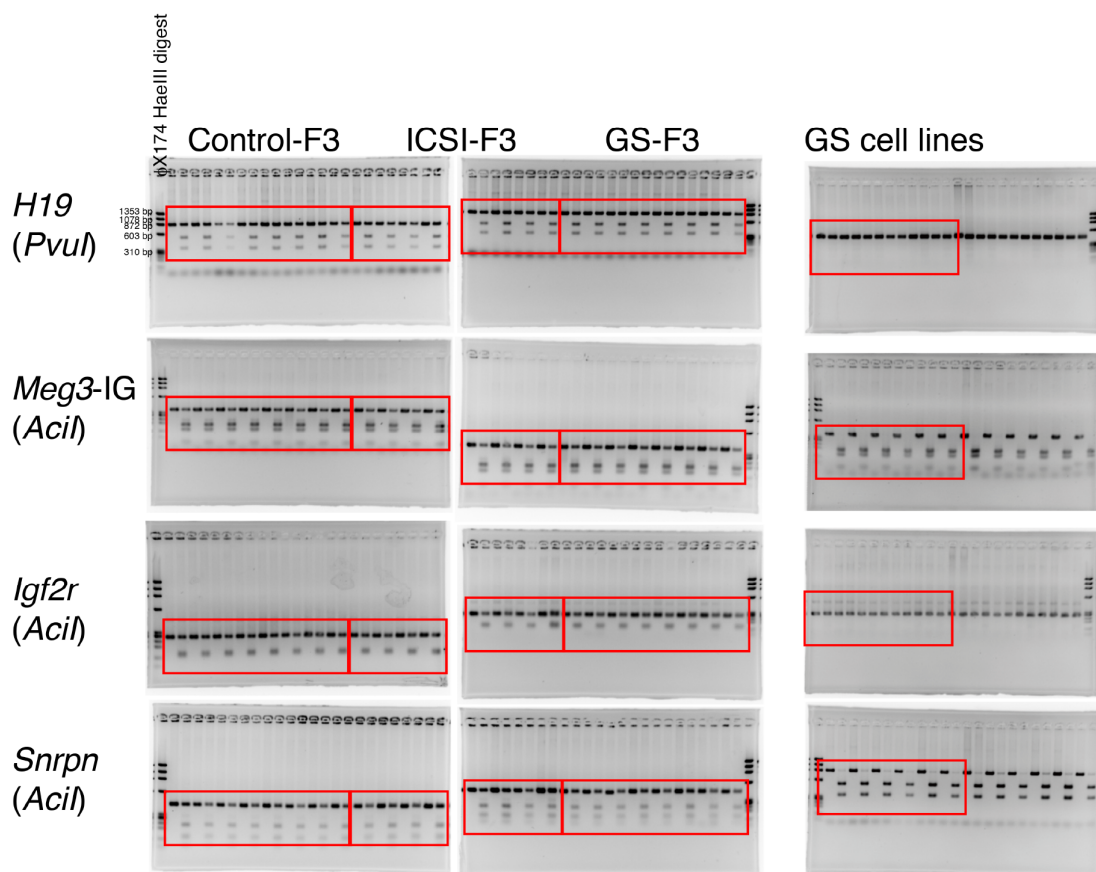 ϕX174 HaeIII digest
Control-F3
ICSI-F3
GS-F3
GS cell lines
H19
(PvuI)
1353 bp
1078 bp
872 bp
603 bp
310 bp
Meg3-IG
(AciI)
Igf2r
(AciI)
Snrpn
(AciI)